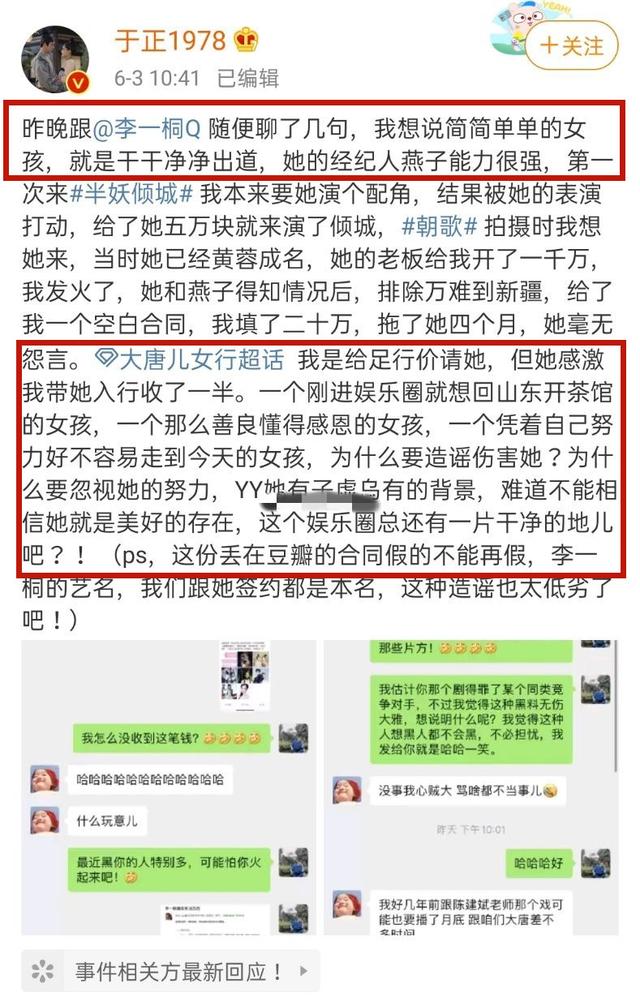 YEAH!
于正1978
+关注
6-3 10:41 已编辑
昨晚跟@李一桐Q 随便聊了几句，我想说简简单单的女
孩，就是干干净净出道，她的经纪人燕子能力很强，第一
次来#半妖倾城# 我本来要她演个配角，结果被她的表演
打动，给了她五万块就来演了倾城，#朝歌# 拍摄时我想
她来，当时她已经黄蓉成名，她的老板给我开了一千万，
我发火了，她和燕子得知情况后，排除万难到新疆，给了
我一个空白合同，我填了二十万，拖了她四个月，她毫无
怨言。大唐儿女行超话 我是给足行价请她，但她感激
我带她入行收了一半。一个刚进娱乐圈就想回山东开茶馆
的女孩，一个那么善良懂得感恩的女孩，一个凭着自己努
力好不容易走到今天的女孩，为什么要造谣伤害她？为什
么要忽视她的努力，YY她有子虚乌有的背景，难道不能相
信她就是美好的存在，这个娱乐圈总还有一片干净的地儿
吧？！（ps，这份丢在豆瓣的合同假的不能再假，李一
桐的艺名，我们跟她签约都是本名，这种造谣也太低劣了
吧！）
我怎么没收到这笔钱？
哈哈哈哈哈哈哈哈哈哈哈
什么玩意儿
最近黑你的人特别多，可能怕你火
起来吧！
那些片方！
我估计你那个剧得罪了某个同类竞
争对手，不过我觉得这种黑料无伤
大雅，想说明什么呢？我觉得这种
人想黑人都不会黑，不必担忧，我
发给你就是哈哈一笑。
没事我心贼大 骂啥都不当事儿
昨天 下午10:01
哈哈哈好
我好几年前跟陈建斌老师那个戏可
能也要播了月底 跟咱们大唐差不
多时间
事件相关方最新回应！